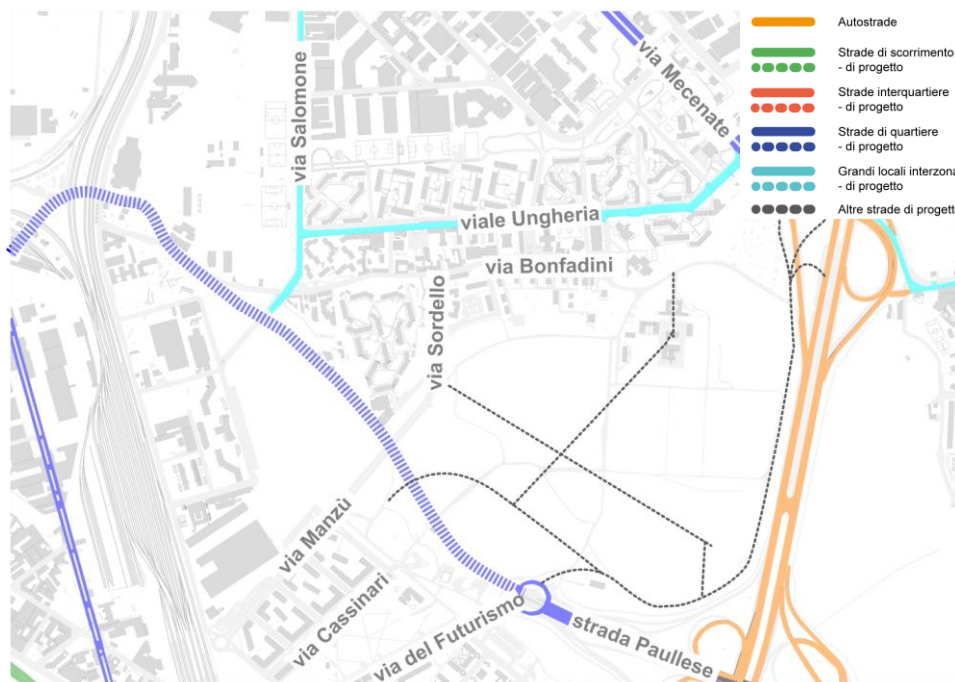 Autostrade
Strade di scorrimento
- di progetto
Strade interquartiere
- di progetto
Strade di quartiere
- di progetto
Grandi locali interzona
- di progetto
Altre strade di progett
via Salomone
via Mecenate
viale Ungheria
via Bonfadini
via Sordello
via Manzù
via Cassinari
via del Futurismo
strada Paullese